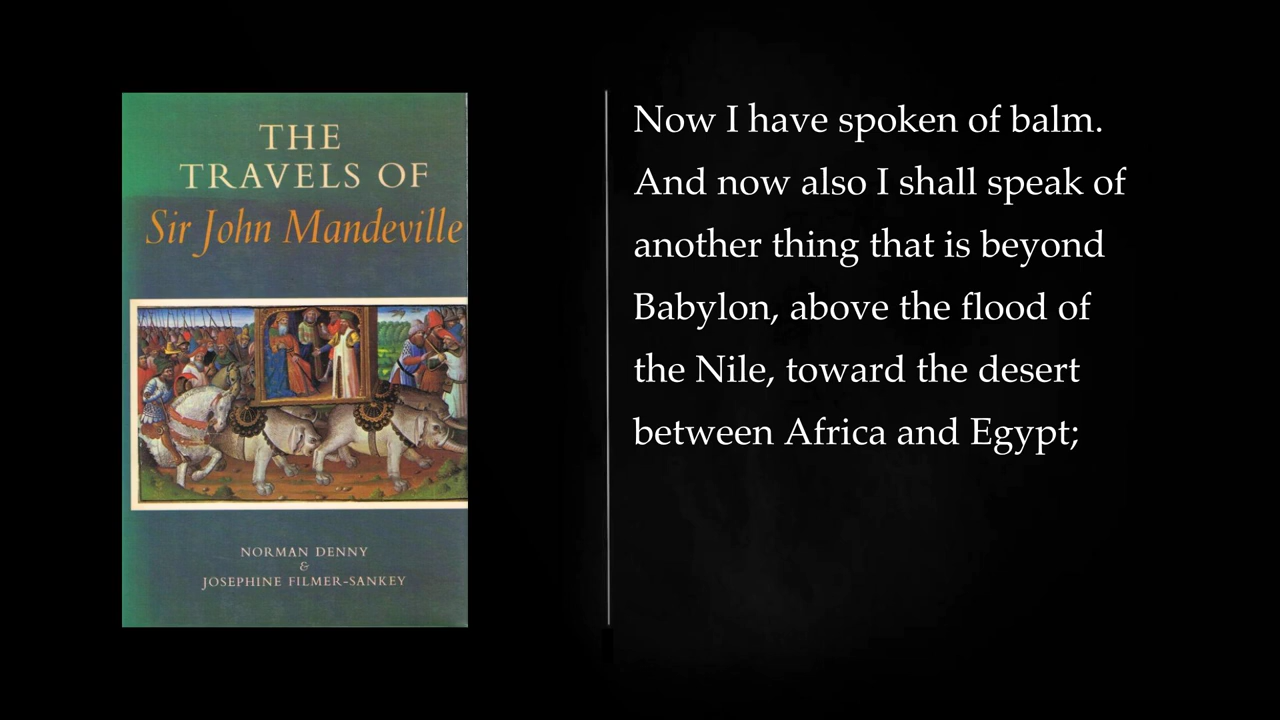 THE
TRAVELS OF
Sir John Mandeville
NORMAN DENNY
&
JOSEPHINE FILMER-SANKEY
Now I have spoken of balm.
And now also I shall speak of
another thing that is beyond
Babylon, above the flood of
the Nile, toward the desert
between Africa and Egypt;